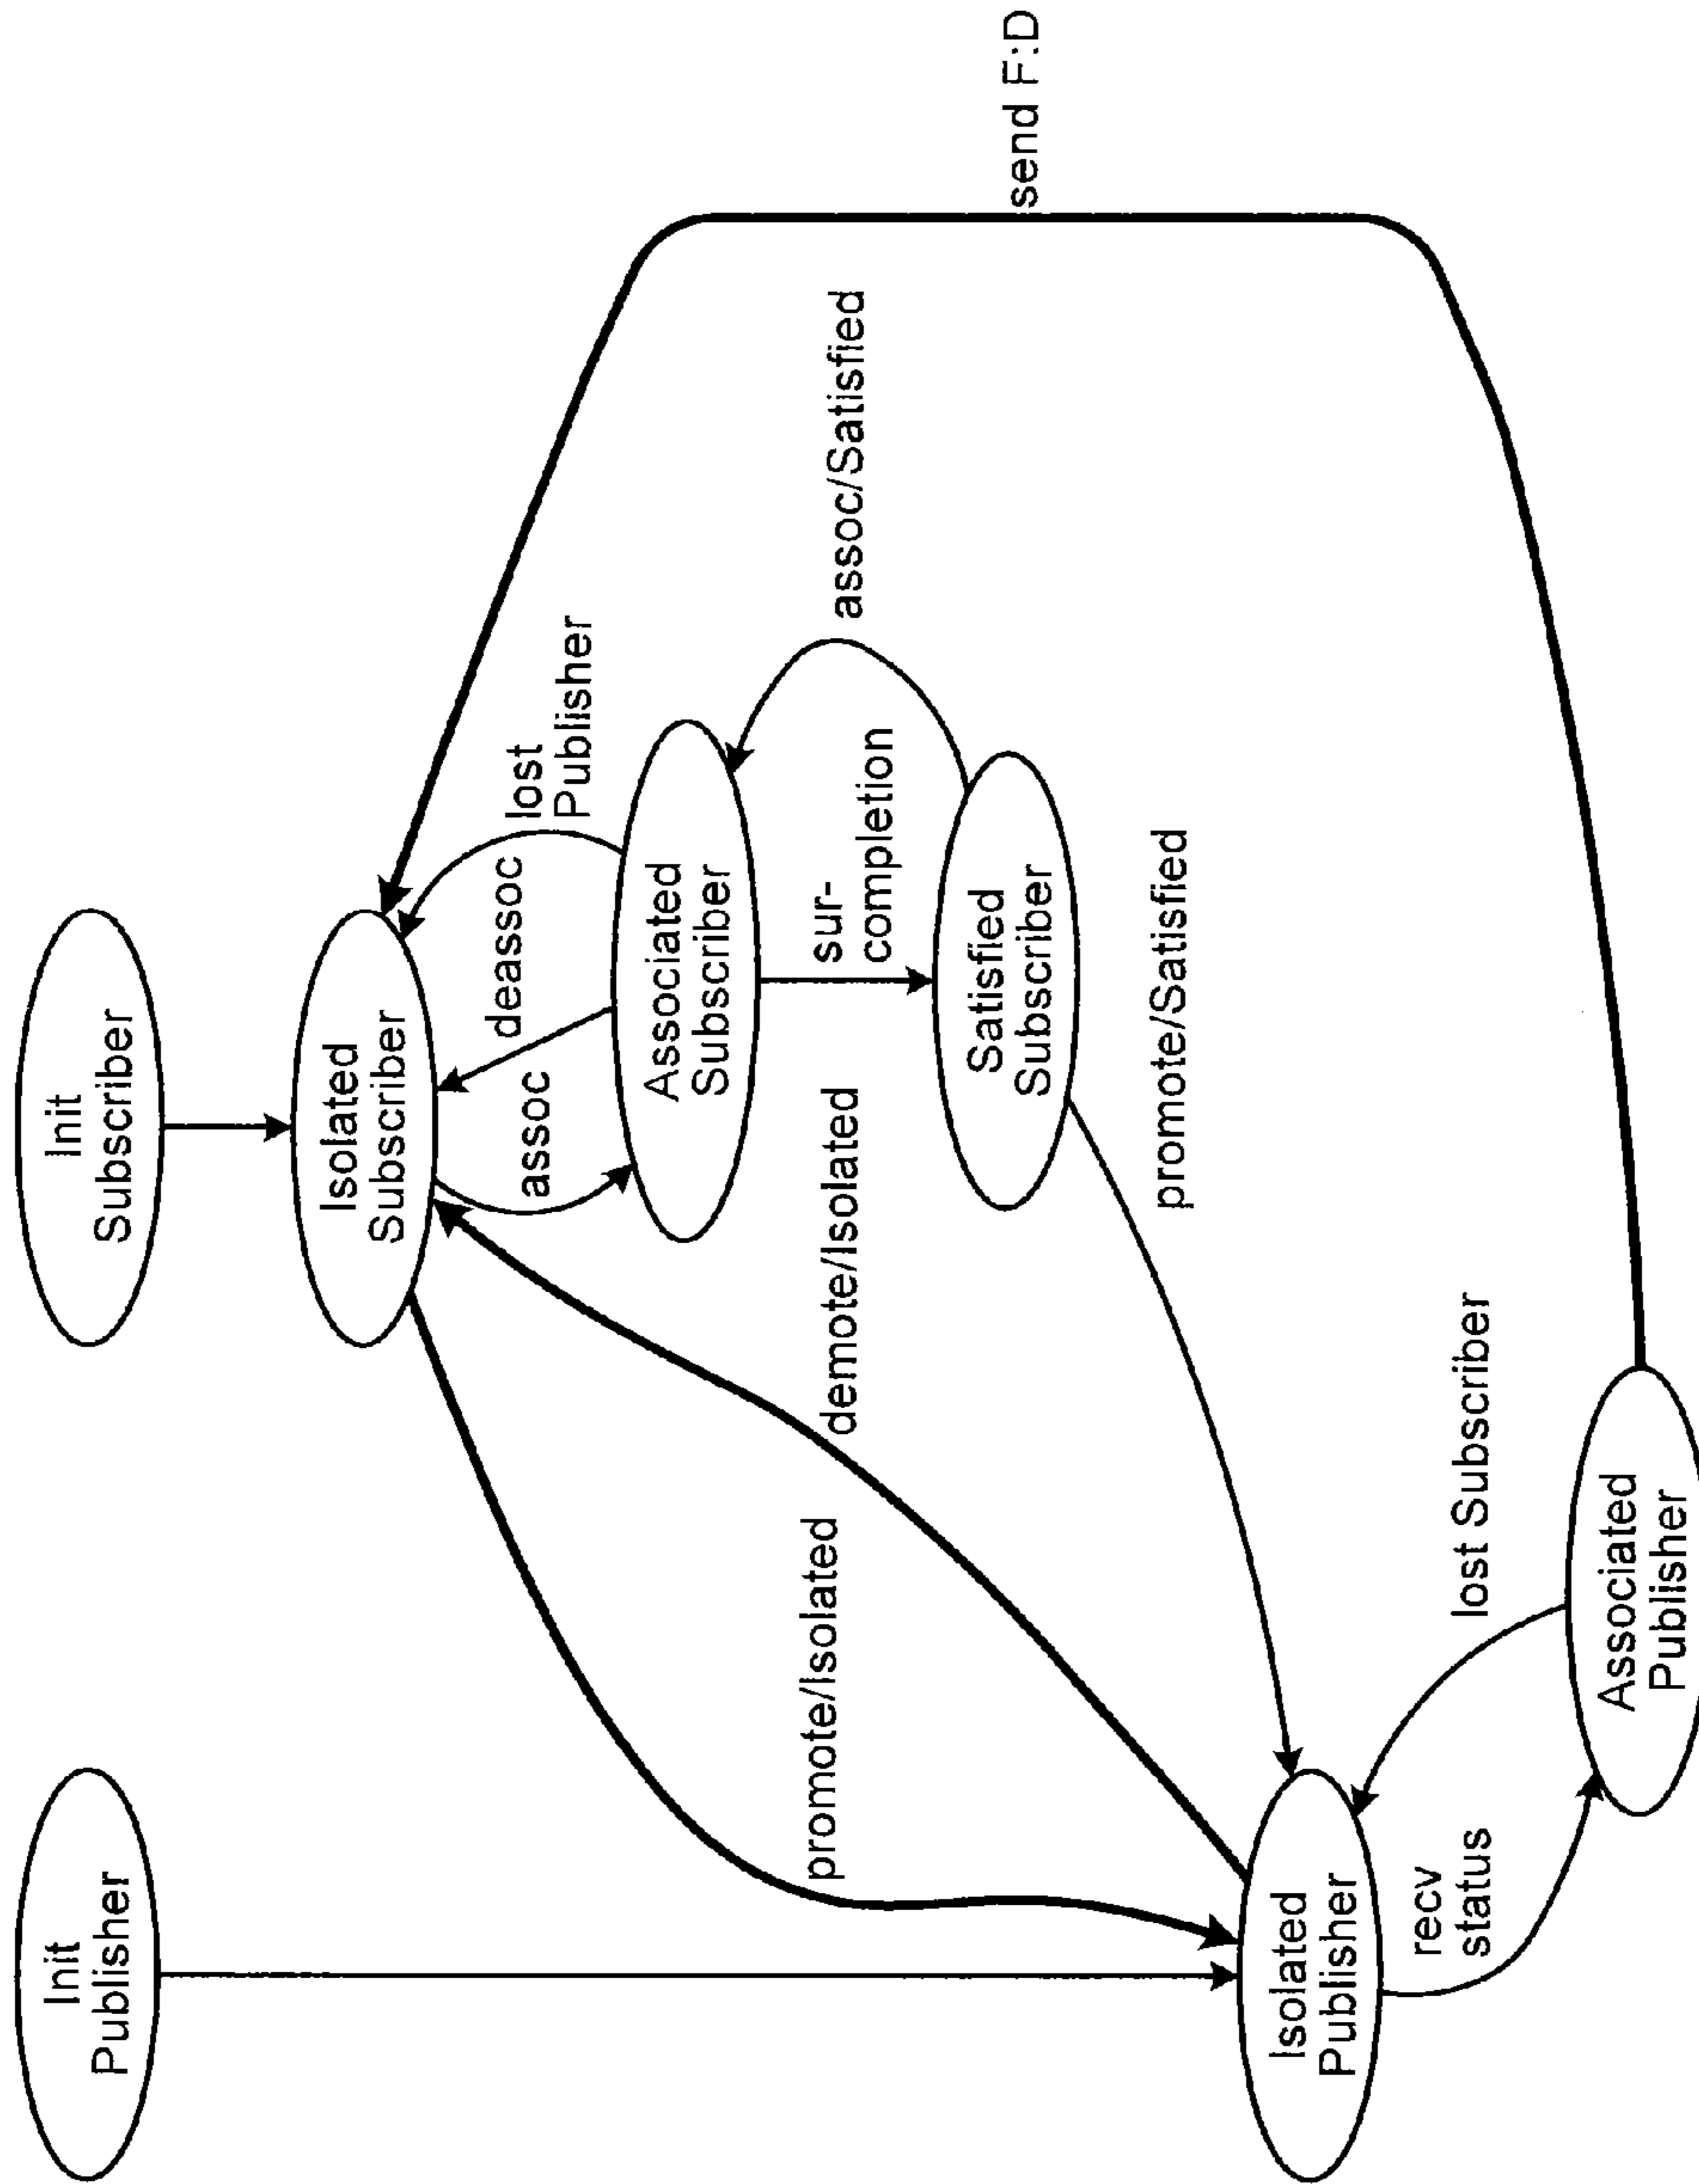 Init
Publisher
Init
Subscriber
Isolated
Subscriber
assoc
deassoc
lost
Publisher
Associated
Subscriber
promote/Isolated
demote/Isolated
sur-
completion
assoc/Satisfied
Satisfied
Subscriber
send F:D
promote/Satisfied
Isolated
Publisher
recv
status
lost Subscriber
Associated
Publisher